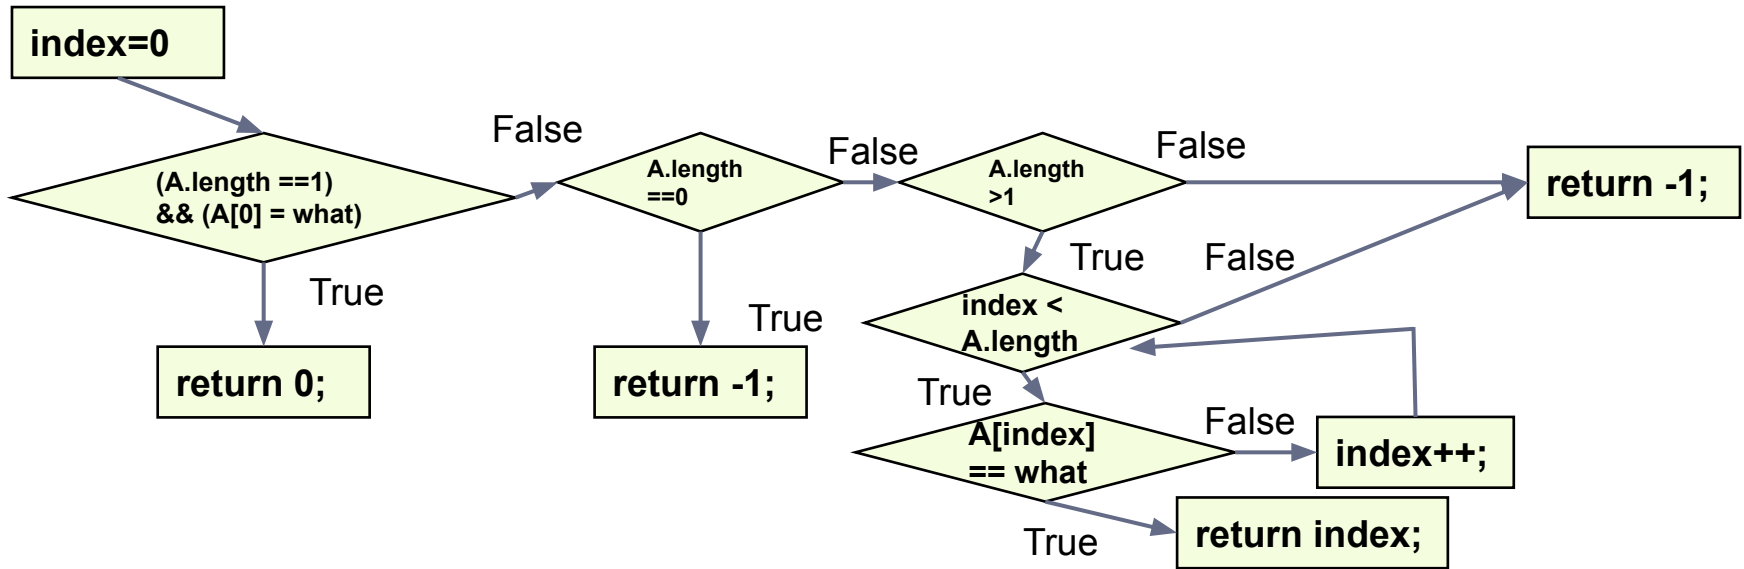 index=0
False
(A.length ==1)
&& (A[0] = what)
True
return 0;
A.length
==0
False
True
return -1;
A.length
>1
False
return -1;
True
False
index <
A.length
True
A[index]
== what
False
index++;
True
return index;